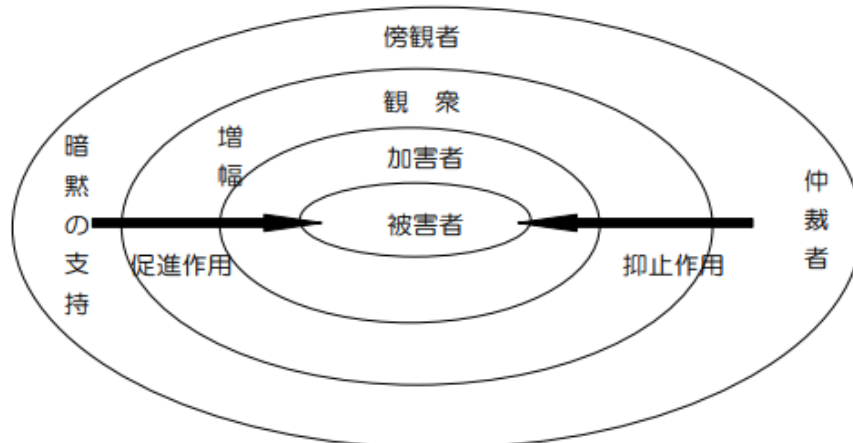 傍観者
観　衆
増幅
加害者
暗黙の支持
仲裁者
被害者
促進作用
抑止作用